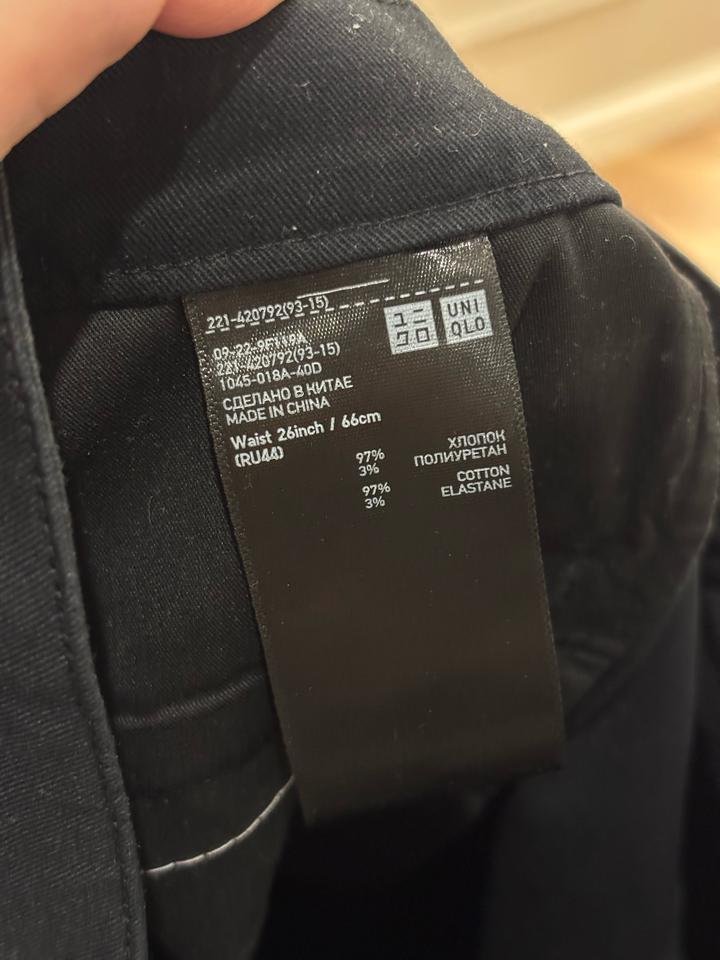 221-420792(93-15)
ユニ
クロ
UNI
QLO
09-22-9F119A
221-420792(93-15)
1045-018A-40D
СДЕЛАНО В КИТАЕ
MADE IN CHINA
Waist 26inch / 66cm
(RU44)
97% ХЛОПОК
3% ПОЛИУРЕТАН
97% COTTON
3% ELASTANE